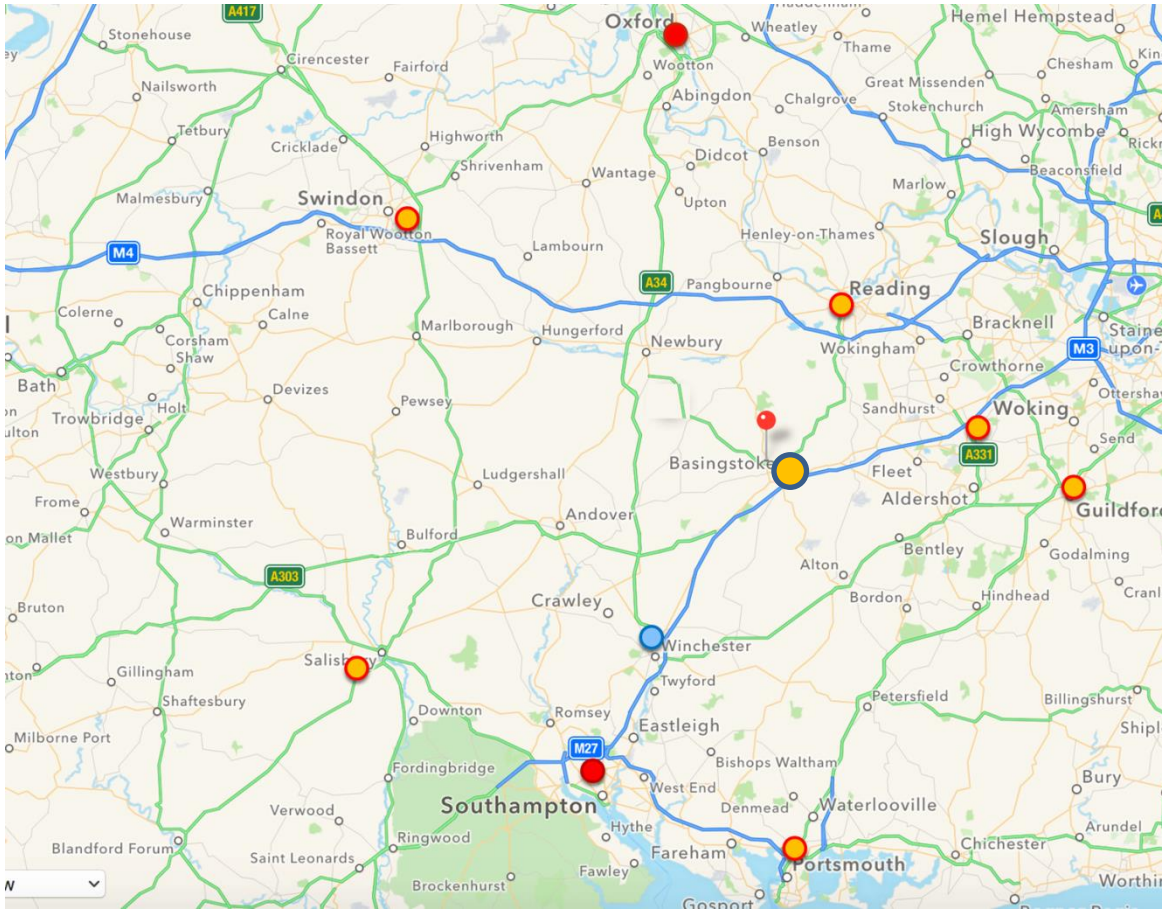 A417
Stonehouse
Oxford
Haddenham
Hemel Hempstead
Wheatley
Cirencester
Thame
Fairford
Wootton
Chesham
Nailsworth
Great Missenden
Abingdon
Chalgrove
Stokenchurch
Amersham
Tetbury
Highworth
High Wycombe
Cricklade
Benson
Didcot
Shrivenham
Wantage
Beaconsfield
Marlow
Malmesbury
Swindon
Upton
Royal Wootton
Bassett
Henley-on-Thames
Slough
M4
Lambourn
A34
Pangbourne
Reading
Chippenham
Colerne
Calne
Marlborough
Hungerford
Bracknell
Corsham
Shaw
Newbury
Wokingham
M3
Bath
Crowthorne
Devizes
Pewsey
Sandhurst
Woking
Trowbridge
Holt
Send
Basingstoke
A331
Westbury
Ludgershall
Fleet
Aldershot
Frome
Guildford
Warminster
Andover
Bulford
Bentley
Godalming
A303
Alton
Crawley
Bordon
Hindhead
Bruton
Winchester
Salisbury
Gillingham
Twyford
Petersfield
Billingshurst
Shaftesbury
Downton
Romsey
Eastleigh
Milborne Port
M27
Bishops Waltham
Fordingbridge
West End
Bury
Southampton
Denmead
Waterlooville
Verwood
Hythe
Arundel
Blandford Forum
Ringwood
Chichester
Saint Leonards
Fareham
Portsmouth
Fawley
Brockenhurst
Gosport